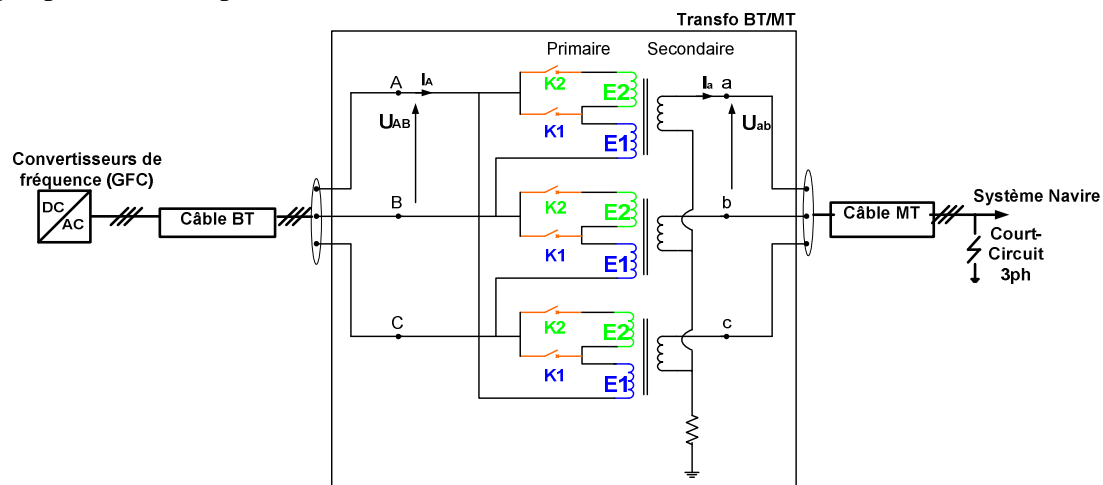 Transfo BT/MT
Primaire
Secondaire
A
IA
K2
E2
K1
E1
UAB
Ia
a
Uab
Convertisseurs de
fréquence (GFC)
DC
AC
Câble BT
B
K2
E2
K1
E1
b
Câble MT
Système Navire
Court-
Circuit
3ph
C
K2
E2
K1
E1
c